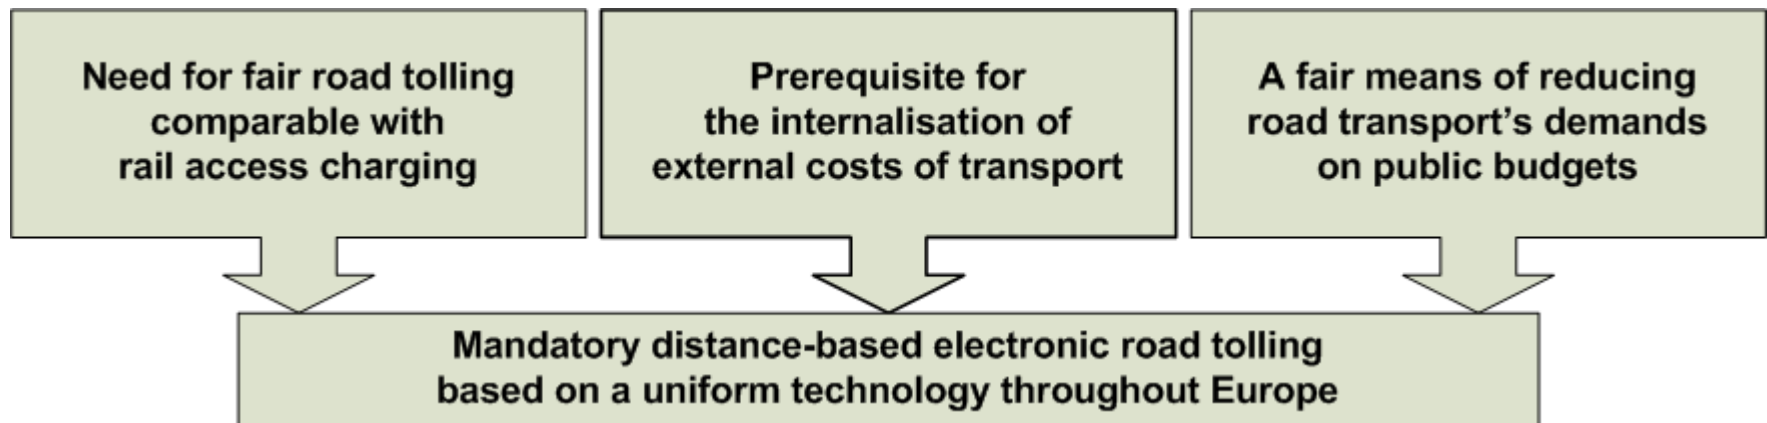 Need for fair road tolling
comparable with
rail access charging
Prerequisite for
the internalisation of
external costs of transport
A fair means of reducing
road transport’s demands
on public budgets
Mandatory distance-based electronic road tolling
based on a uniform technology throughout Europe